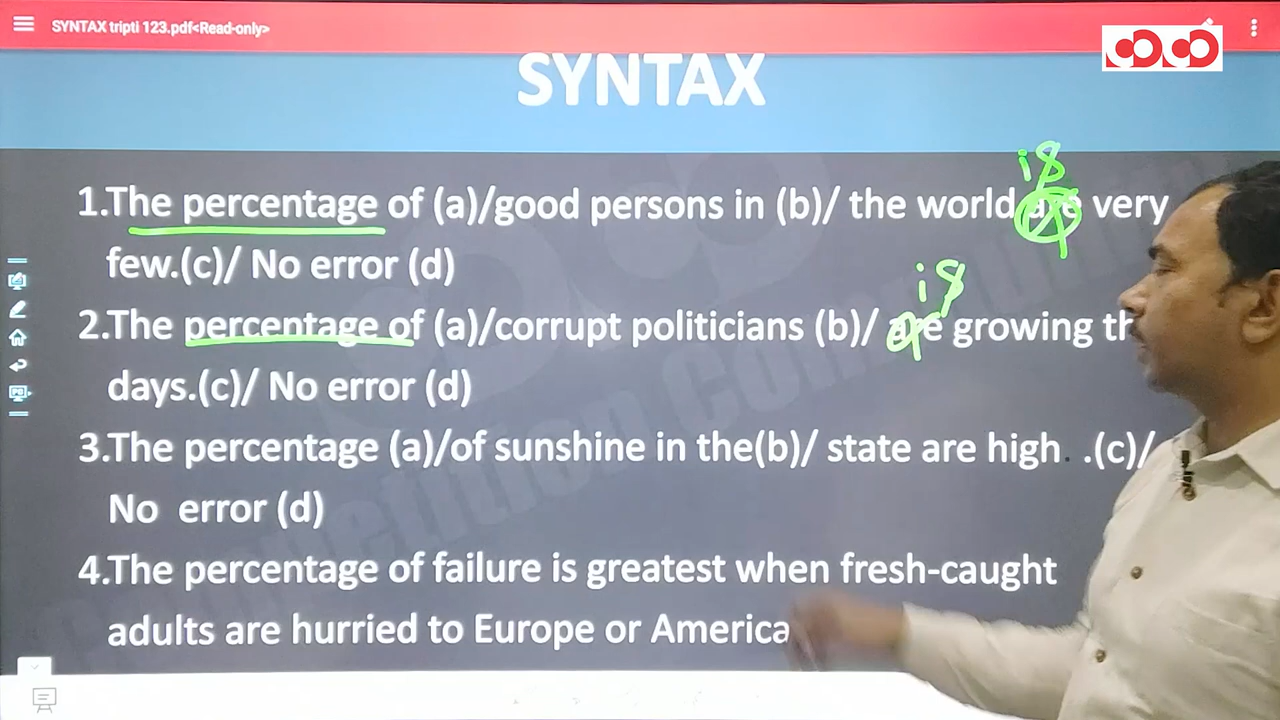 SYNTAX tripti 123.pdf<Read-only>
SYNTAX
is
1.The percentage of (a)/good persons in (b)/ the world are very
few.(c)/ No error (d)
is
2.The percentage of (a)/corrupt politicians (b)/ are growing
days.(c)/ No error (d)
3.The percentage (a)/of sunshine in the(b)/ state are high. .(c)/
No error (d)
4.The percentage of failure is greatest when fresh-caught
adults are hurried to Europe or America